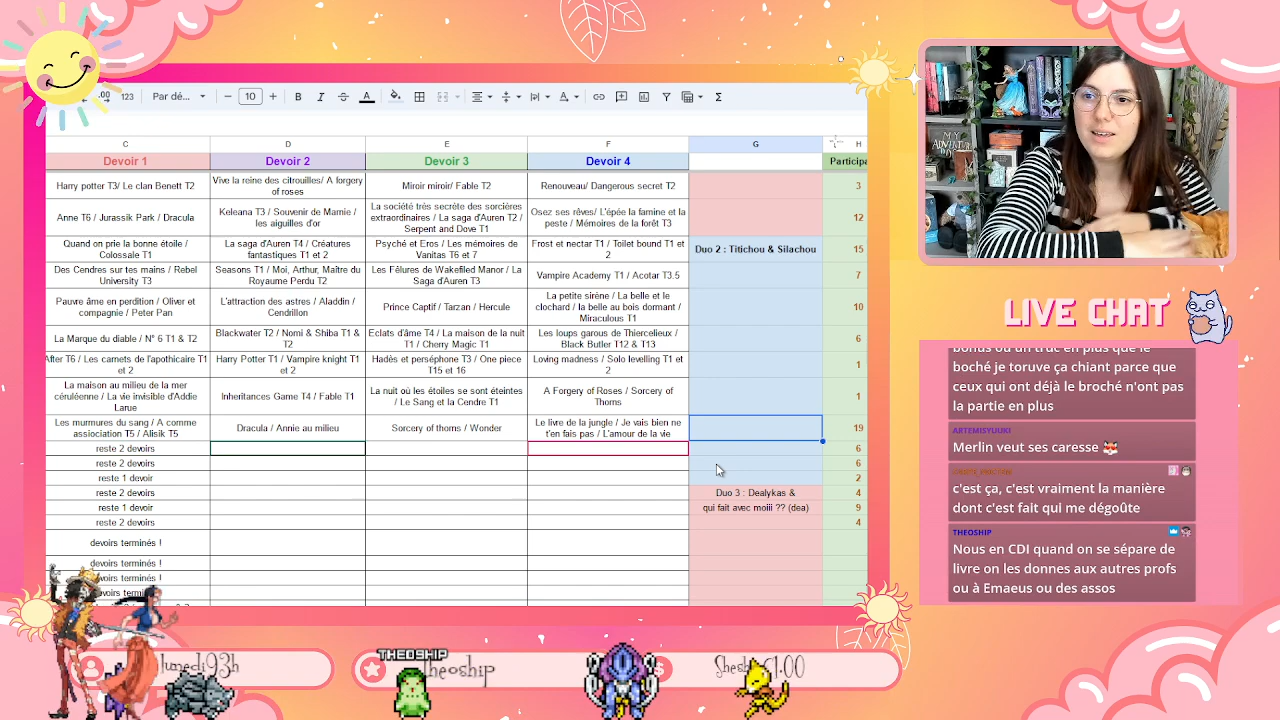 .00 123 Par dé... 10 B I A Σ
C D E F G H
Devoir 1 Devoir 2 Devoir 3 Devoir 4 Participa
Harry potter T3/ Le clan Benett T2
Vive la reine des citrouilles/ A forgery
of roses
Miroir miroir/ Fable T2
Renouveau/ Dangerous secret T2
3
Anne T6 / Jurassik Park / Dracula
Keleana T3 / Souvenir de Mamie /
les aiguilles d'or
La société très secrète des sorcières
extraordinaires / La saga d'Auren T2 /
Serpent and Dove T1
Osez ses rêves/ L'épée la famine et la
peste / Mémoires de la forêt T3
12
Quand on prie la bonne étoile /
Colossale T1
La saga d'Auren T4 / Créatures
fantastiques T1 et 2
Psyché et Eros / Les mémoires de
Vanitas T6 et 7
Frost et nectar T1 / Toilet bound T1 et
2
Duo 2 : Titichou & Silachou
15
Des Cendres sur tes mains / Rebel
University T3
Seasons T1 / Moi, Arthur, Maître du
Royaume Perdu T2
Les Fêlures de Wakefiled Manor / La
Saga d'Auren T3
Vampire Academy T1 / Acotar T3.5
7
Pauvre âme en perdition / Oliver et
compagnie / Peter Pan
L'attraction des astres / Aladdin /
Cendrillon
Prince Captif / Tarzan / Hercule
La petite sirène / La belle et le
clochard / la belle au bois dormant /
Miraculous T1
10
La Marque du diable / N° 6 T1 & T2
Blackwater T2 / Nomi & Shiba T1 &
T2
Eclats d'âme T4 / La maison de la nuit
T1 / Cherry Magic T1
Les loups garous de Thiercelieux /
Black Butler T12 & T13
6
After T6 / Les carnets de l'apothicaire T1
et 2
Harry Potter T1 / Vampire knight T1
et 2
Hadès et perséphone T3 / One piece
T15 et 16
Loving madness / Solo levelling T1 et
2
1
La maison au milieu de la mer
céruléenne / La vie invisible d'Addie
Larue
Inheritances Game T4 / Fable T1
La nuit où les étoiles se sont éteintes
/ Le Sang et la Cendre T1
A Forgery of Roses / Sorcery of
Thorns
1
Les murmures du sang / A comme
assiociation T5 / Alisik T5
Dracula / Annie au milieu
Sorcery of thorns / Wonder
Le livre de la jungle / Je vais bien ne
t'en fais pas / L'amour de la vie
19
reste 2 devoirs 6
reste 2 devoirs 6
reste 1 devoir 2
reste 2 devoirs Duo 3 : Dealykas & 4
reste 1 devoir qui fait avec moiii ?? (dea) 9
reste 2 devoirs 4
devoirs terminés !
devoirs terminés !
MY
ADVENTURE
LIVE CHAT
bonus ou un truc en plus que le
boché je toruve ça chiant parce que
ceux qui ont déjà le broché n'ont pas
la partie en plus
ARTEMISYUUKI
Merlin veut ses caresse
c'est ça, c'est vraiment la manière
dont c'est fait qui me dégoûte
THEOSHIP
Nous en CDI quand on se sépare de
livre on les donnes aux autres profs
ou à Emaeus ou des assos
lunedi93h
THEOSHIP
Theoship